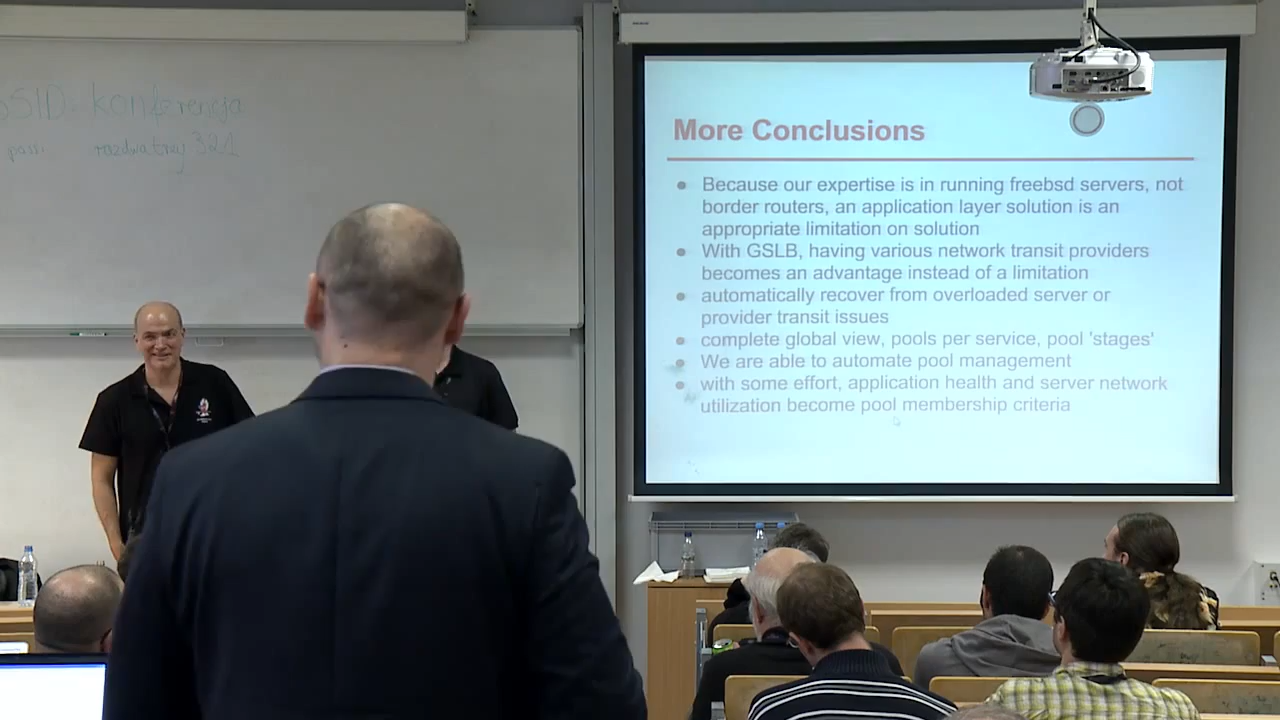 SSID: konferencja
pass: rozdwatrzy321
More Conclusions
• Because our expertise is in running freebsd servers, not
border routers, an application layer solution is an
appropriate limitation on solution
• With GSLB, having various network transit providers
becomes an advantage instead of a limitation
• automatically recover from overloaded server or
provider transit issues
• complete global view, pools per service, pool 'stages'
• We are able to automate pool management
• with some effort, application health and server network
utilization become pool membership criteria